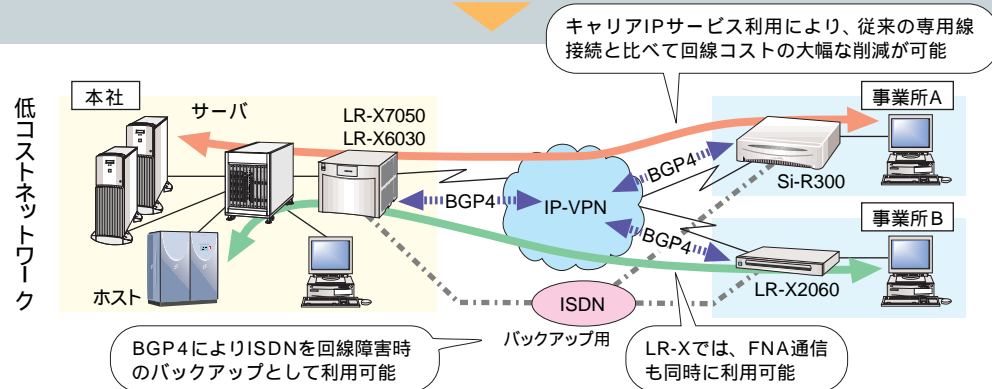 キャリアIPサービス利用により、従来の専用線
接続と比べて回線コストの大幅な削減が可能
低コストネットワーク
本社
サーバ
LR-X7050
LR-X6030
事業所A
BGP4
Si-R300
BGP4
IP-VPN
事業所B
BGP4
LR-X2060
ホスト
ISDN
バックアップ用
BGP4によりISDNを回線障害時
のバックアップとして利用可能
LR-Xでは、FNA通信
も同時に利用可能